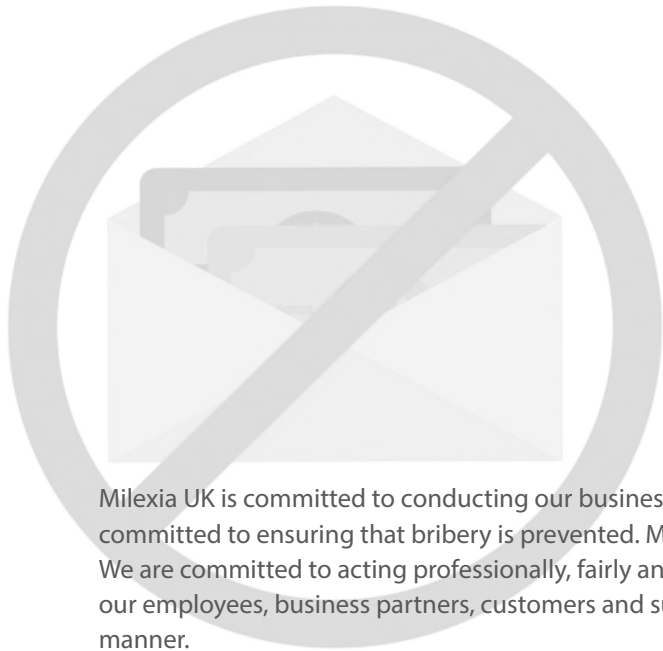 Milexia UK is committed to conducting our busines
committed to ensuring that bribery is prevented. M
We are committed to acting professionally, fairly an
our employees, business partners, customers and su
manner.